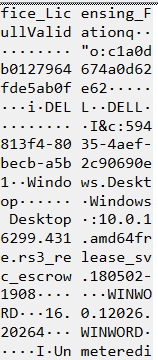 fice_Lic
ensing_F
ullValid
ationq··
········
"o:c1a0d
b0127964
674a0d62
fde5ab0f
e62·····
···i·DEL
L··DELL·
····I&c:594
813f4-80
35-4aef-
becb-a5b
2c90690e
1··Windo
ws.Deskt
op······
·Windows
.Desktop
:10.0.1
6299.431
.amd64fr
e.rs3_re
lease_sv
c_escrow
.180502-
1908····
···WINWO
RD···16.
0.12026.
20264···
·WINWORD·
····I·Un
meteredi